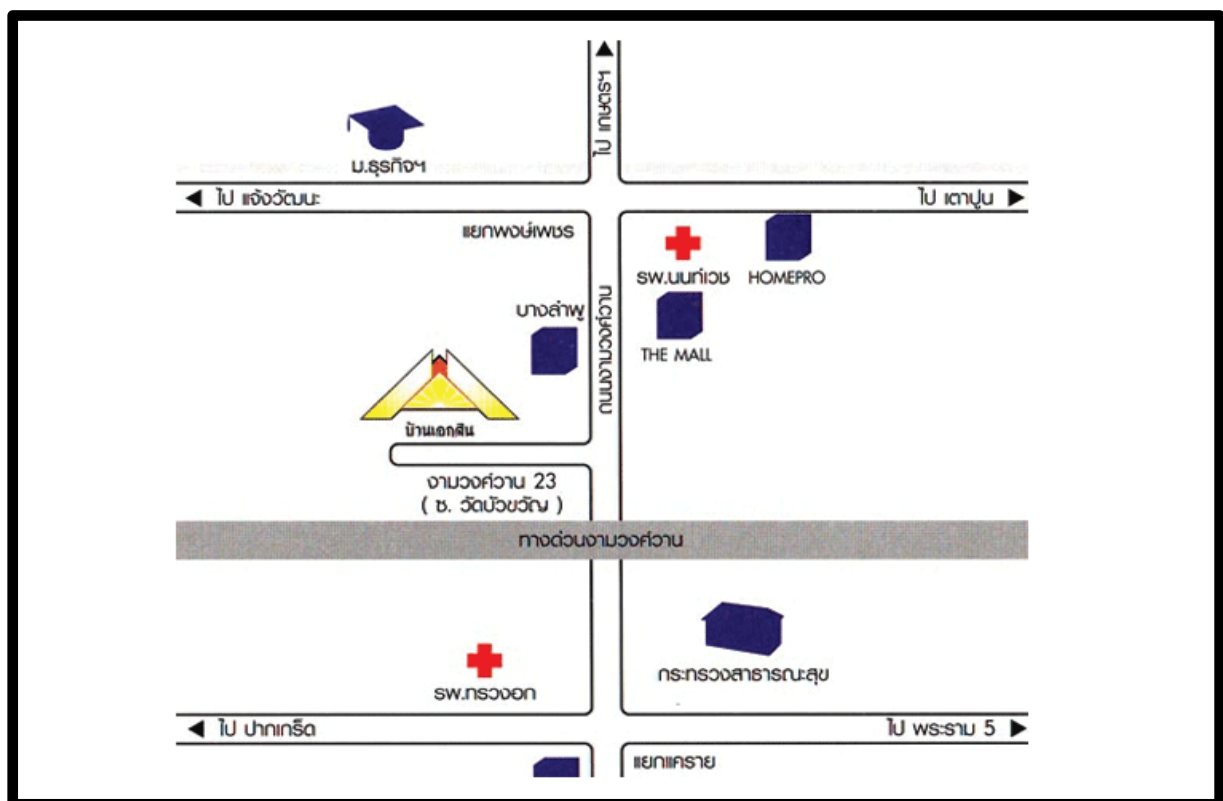 ไป เกษตรฯ
ม.ธุรกิจฯ
ไป แจ้งวัฒนะ
ไป เตาปูน
แยกพงษ์เพชร
รพ.นนท์เวช
HOMEPRO
บางลำพู
ถนนงามวงศ์วาน
THE MALL
บ้านเอกสิน
งามวงศ์วาน 23
( ซ. วัดบัวขวัญ )
ทางด่วนงามวงศ์วาน
กระทรวงสาธารณะสุข
รพ.ทรวงอก
ไป ปากเกร็ด
ไป พระราม 5
แยกแคราย